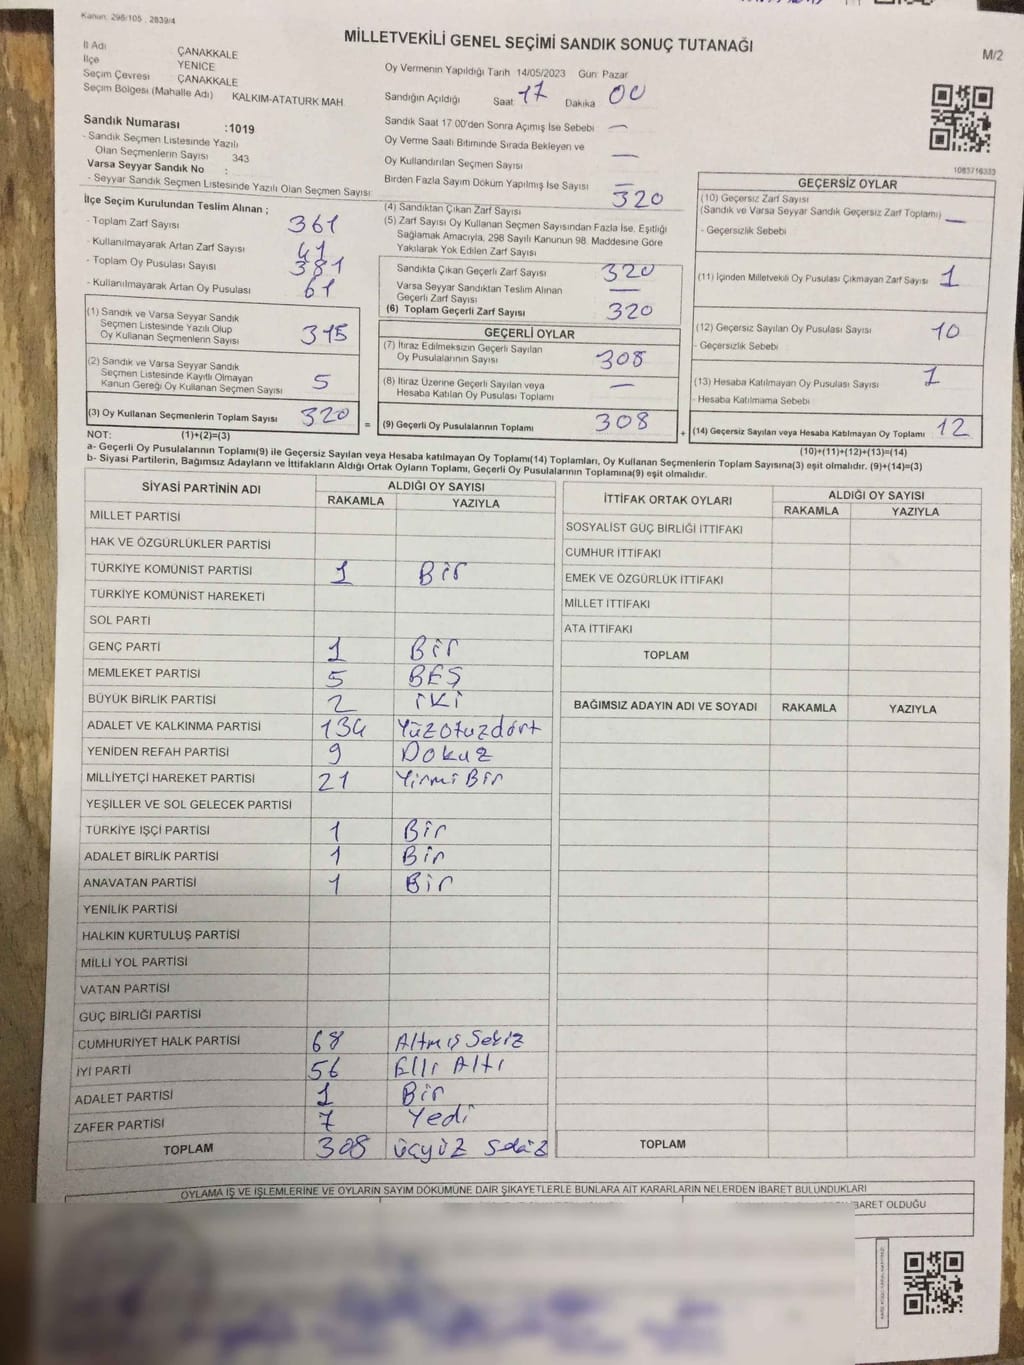 Kanun: 298/105 , 2839/4
MİLLETVEKİLİ GENEL SEÇİMİ SANDIK SONUÇ TUTANAĞI
M/2
İl Adı ÇANAKKALE
İlçe YENİCE
Seçim Çevresi ÇANAKKALE
Seçim Bölgesi (Mahalle Adı) KALKIM-ATATÜRK MAH.
Sandık Numarası :1019
- Sandık Seçmen Listesinde Yazılı
Olan Seçmenlerin Sayısı 343
Varsa Seyyar Sandık No :
- Seyyar Sandık Seçmen Listesinde Yazılı Olan Seçmen Sayısı
Oy Vermenin Yapıldığı Tarih 14/05/2023 Gün: Pazar
Sandığın Açıldığı Saat 17 Dakika 00
Sandık Saat 17 00'den Sonra Açımış İse Sebebi —
Oy Verme Saati Bitiminde Sırada Bekleyen ve
Oy Kullandırılan Seçmen Sayısı —
Birden Fazla Sayım Döküm Yapılmış İse Sayısı —
İlçe Seçim Kurulundan Teslim Alınan ;
- Toplam Zarf Sayısı 361
- Kullanılmayarak Artan Zarf Sayısı 41
- Toplam Oy Pusulası Sayısı 381
- Kullanılmayarak Artan Oy Pusulası 61
(1) Sandık ve Varsa Seyyar Sandık
Seçmen Listesinde Yazılı Olup
Oy Kullanan Seçmenlerin Sayısı 315
(2) Sandık ve Varsa Seyyar Sandık
Seçmen Listesinde Kayıtlı Olmayan
Kanun Gereği Oy Kullanan Seçmen Sayısı 5
(3) Oy Kullanan Seçmenlerin Toplam Sayısı 320
(4) Sandıktan Çıkan Zarf Sayısı 320
(5) Zarf Sayısı Oy Kullanan Seçmen Sayısından Fazla İse, Eşitliği
Sağlamak Amacıyla, 298 Sayılı Kanunun 98. Maddesine Göre
Yakılarak Yok Edilen Zarf Sayısı
Sandıkta Çıkan Geçerli Zarf Sayısı 320
Varsa Seyyar Sandıktan Teslim Alınan
Geçerli Zarf Sayısı —
(6) Toplam Geçerli Zarf Sayısı 320
GEÇERLİ OYLAR
(7) İtiraz Edilmeksizin Geçerli Sayılan
Oy Pusulalarının Sayısı 308
(8) İtiraz Üzerine Geçerli Sayılan veya
Hesaba Katılan Oy Pusulası Toplamı —
= (9) Geçerli Oy Pusulalarının Toplamı 308
1083716333
GEÇERSİZ OYLAR
(10) Geçersiz Zarf Sayısı
(Sandık ve Varsa Seyyar Sandık Geçersiz Zarf Toplamı) —
- Geçersizlik Sebebi
(11) İçinden Milletvekili Oy Pusulası Çıkmayan Zarf Sayısı 1
(12) Geçersiz Sayılan Oy Pusulası Sayısı 10
- Geçersizlik Sebebi
(13) Hesaba Katılmayan Oy Pusulası Sayısı 1
- Hesaba Katılmama Sebebi
+ (14) Geçersiz Sayılan veya Hesaba Katılmayan Oy Toplamı 12
NOT: (1)+(2)=(3) (10)+(11)+(12)+(13)=(14)
a- Geçerli Oy Pusulalarının Toplamı(9) ile Geçersiz Sayılan veya Hesaba katılmayan Oy Toplamı(14) Toplamları, Oy Kullanan Seçmenlerin Toplam Sayısına(3) eşit olmalıdır. (9)+(14)=(3)
b- Siyasi Partilerin, Bağımsız Adayların ve İttifakların Aldığı Ortak Oyların Toplamı, Geçerli Oy Pusulalarının Toplamına(9) eşit olmalıdır.
SİYASİ PARTİNİN ADI ALDIĞI OY SAYISI
RAKAMLA YAZIYLA
MİLLET PARTİSİ
HAK VE ÖZGÜRLÜKLER PARTİSİ
TÜRKİYE KOMÜNİST PARTİSİ 1 Bir
TÜRKİYE KOMÜNİST HAREKETİ
SOL PARTİ
GENÇ PARTİ 1 Bir
MEMLEKET PARTİSİ 5 BEŞ
BÜYÜK BİRLİK PARTİSİ 2 iki
ADALET VE KALKINMA PARTİSİ 134 Yüzotuzdört
YENİDEN REFAH PARTİSİ 9 Dokuz
MİLLİYETÇİ HAREKET PARTİSİ 21 Yirmi Bir
YEŞİLLER VE SOL GELECEK PARTİSİ
TÜRKİYE İŞÇİ PARTİSİ 1 Bir
ADALET BİRLİK PARTİSİ 1 Bir
ANAVATAN PARTİSİ 1 Bir
YENİLİK PARTİSİ
HALKIN KURTULUŞ PARTİSİ
MİLLİ YOL PARTİSİ
VATAN PARTİSİ
GÜÇ BİRLİĞİ PARTİSİ
CUMHURİYET HALK PARTİSİ 68 Altmış Sekiz
İYİ PARTİ 56 Elli Altı
ADALET PARTİSİ 1 Bir
ZAFER PARTİSİ 7 Yedi
TOPLAM 308 üçyüz Sekiz
İTTİFAK ORTAK OYLARI ALDIĞI OY SAYISI
RAKAMLA YAZIYLA
SOSYALİST GÜÇ BİRLİĞİ İTTİFAKI
CUMHUR İTTİFAKI
EMEK VE ÖZGÜRLÜK İTTİFAKI
MİLLET İTTİFAKI
ATA İTTİFAKI
TOPLAM
BAĞIMSIZ ADAYIN ADI VE SOYADI RAKAMLA YAZIYLA
TOPLAM
OYLAMA İŞ VE İŞLEMLERİNE VE OYLARIN SAYIM DÖKÜMÜNE DAİR ŞİKAYETLERLE BUNLARA AİT KARARLARIN NELERDEN İBARET BULUNDUKLARI
İBARET OLDUĞU